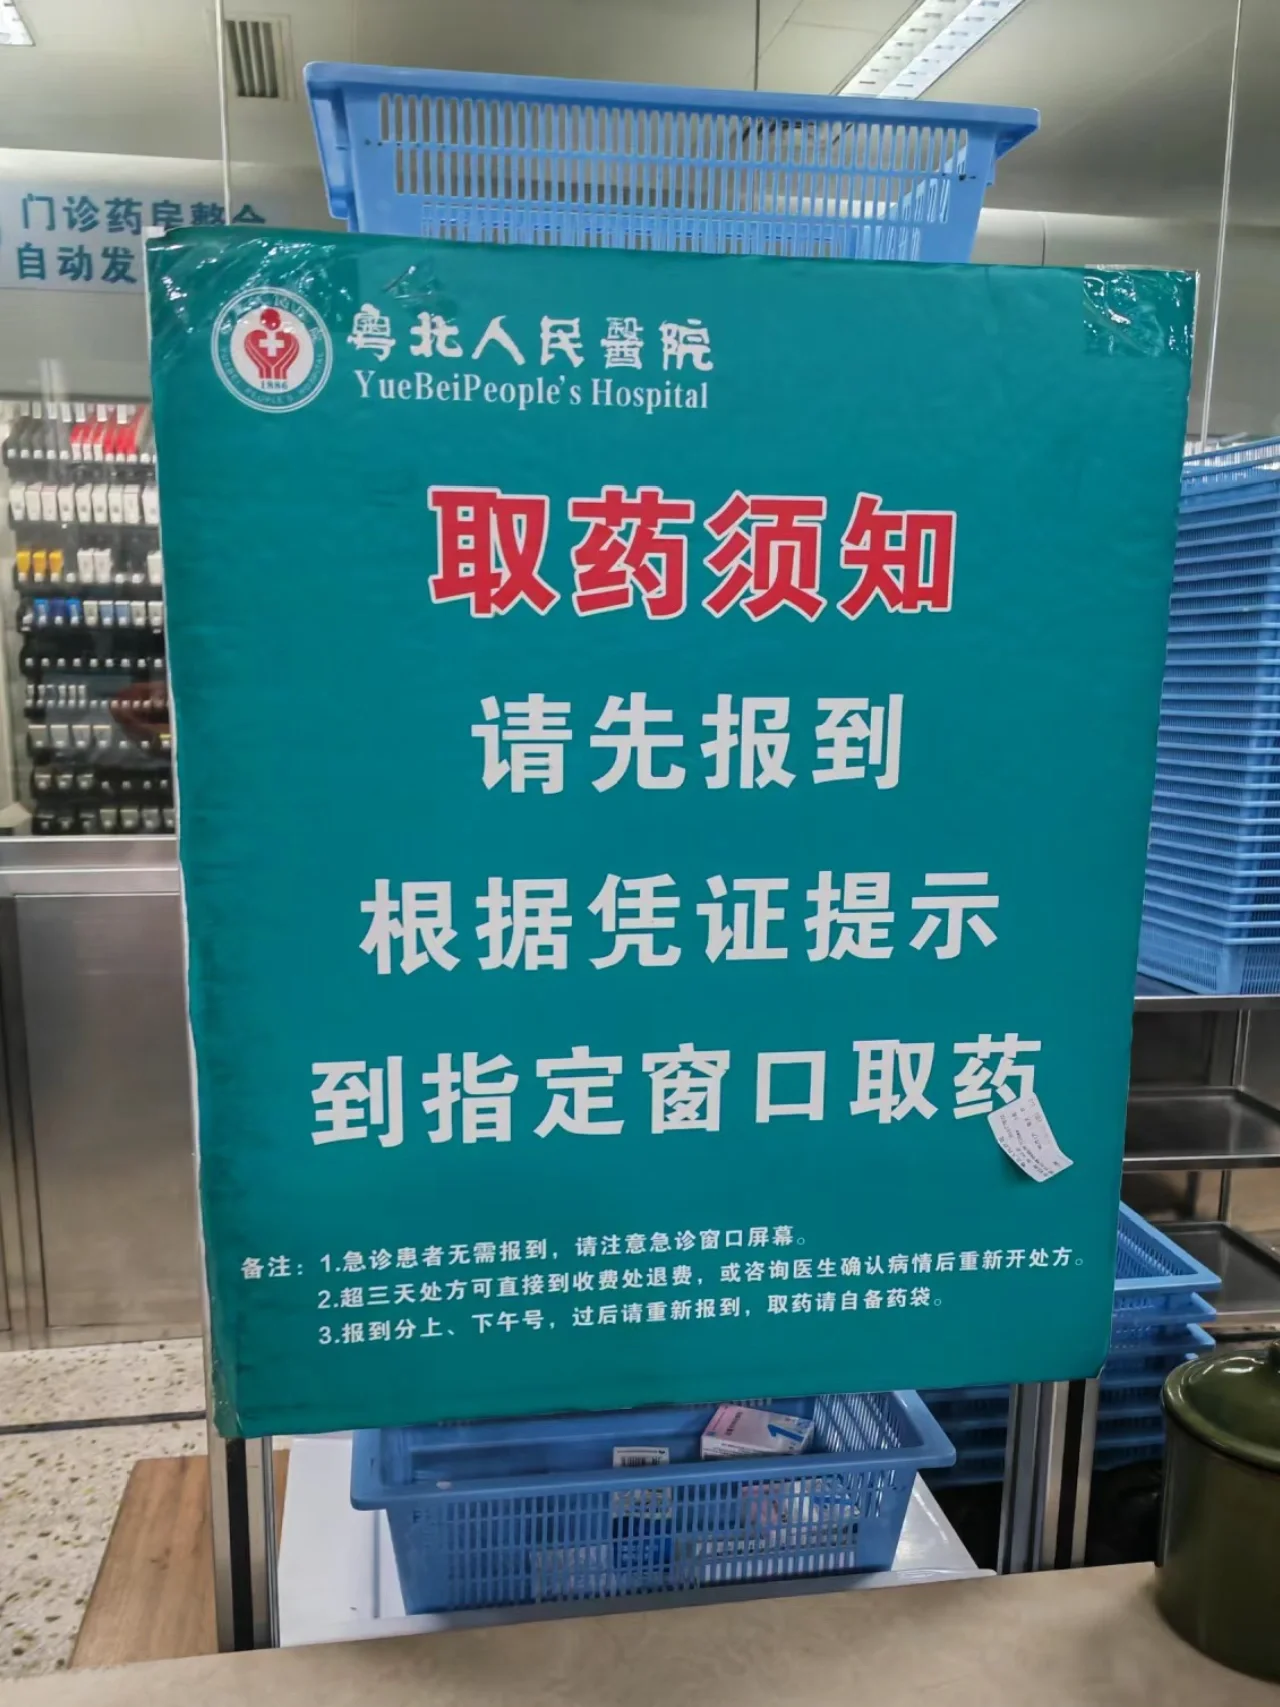 门诊药房整合
自动发
1886
粤北人民醫院
YueBeiPeople's Hospital
取药须知
请先报到
根据凭证提示
到指定窗口取药
备注：1.急诊患者无需报到，请注意急诊窗口屏幕。
2.超三天处方可直接到收费处退费，或咨询医生确认病情后重新开处方。
3.报到分上、下午号，过后请重新报到，取药请自备药袋。